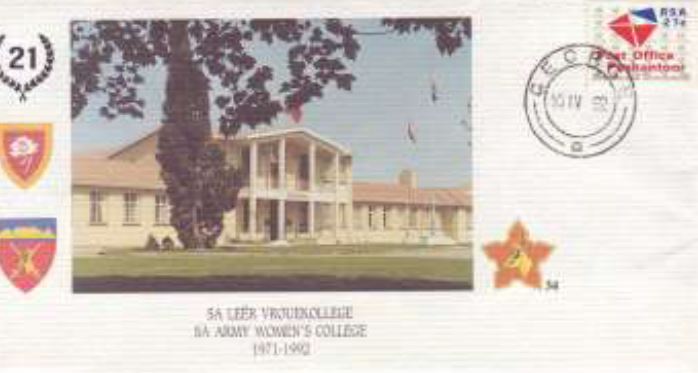 21
RSA
21c
Post Office
Poskantoor
GEORGE
10 IV 92
34
SA LEËR VROUEKOLLEGE
SA ARMY WOMEN'S COLLEGE
1971-1992